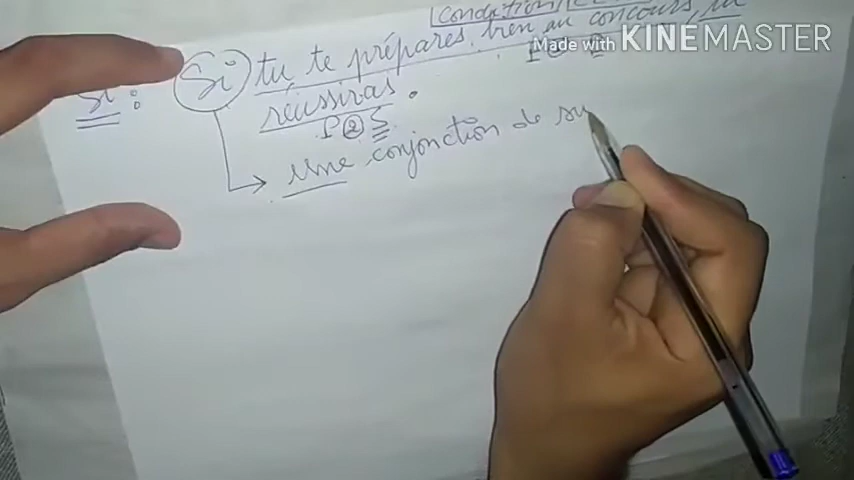 Condition
Made with KINEMASTER
Si : Si tu te prépares bien au concours, tu
réussiras.
P②S
→ une conjonction de su